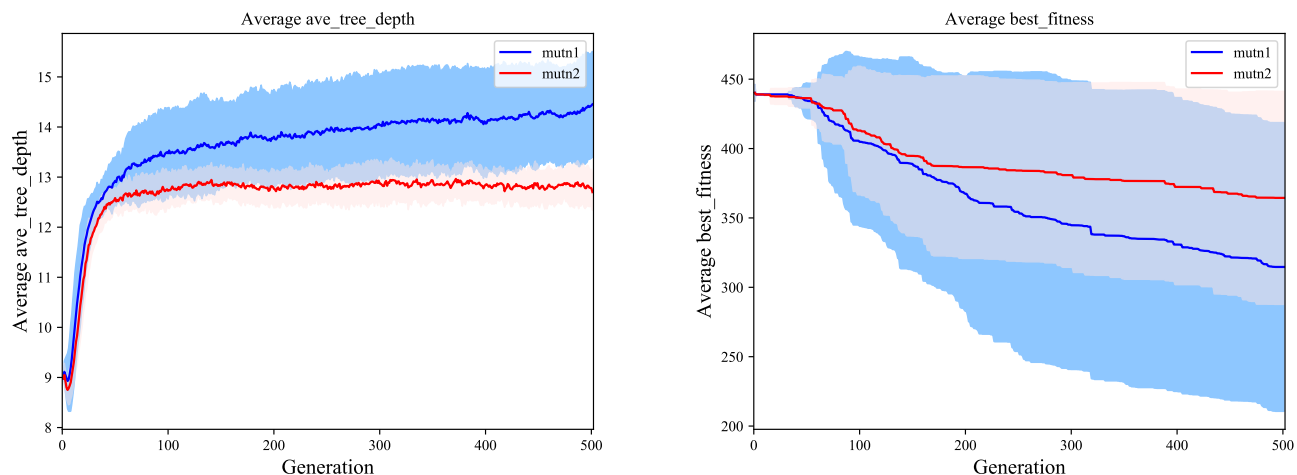 Average ave_tree_depth
mutn1
mutn2
15
14
13
12
11
10
9
8
Average ave_tree_depth
0
100
200
300
400
500
Generation
Average best_fitness
mutn1
mutn2
450
400
350
300
250
200
Average best_fitness
0
100
200
300
400
500
Generation